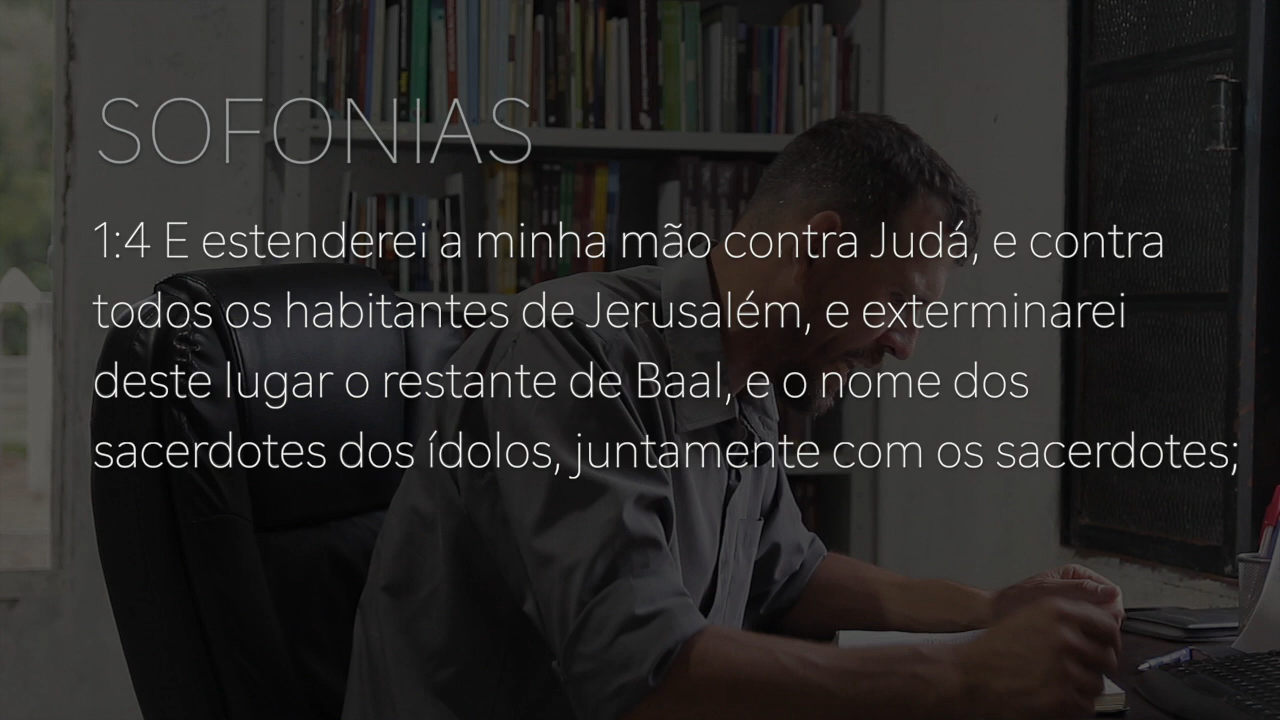 SOFONIAS
1:4 E estenderei a minha mão contra Judá, e contra
todos os habitantes de Jerusalém, e exterminarei
deste lugar o restante de Baal, e o nome dos
sacerdotes dos ídolos, juntamente com os sacerdotes;